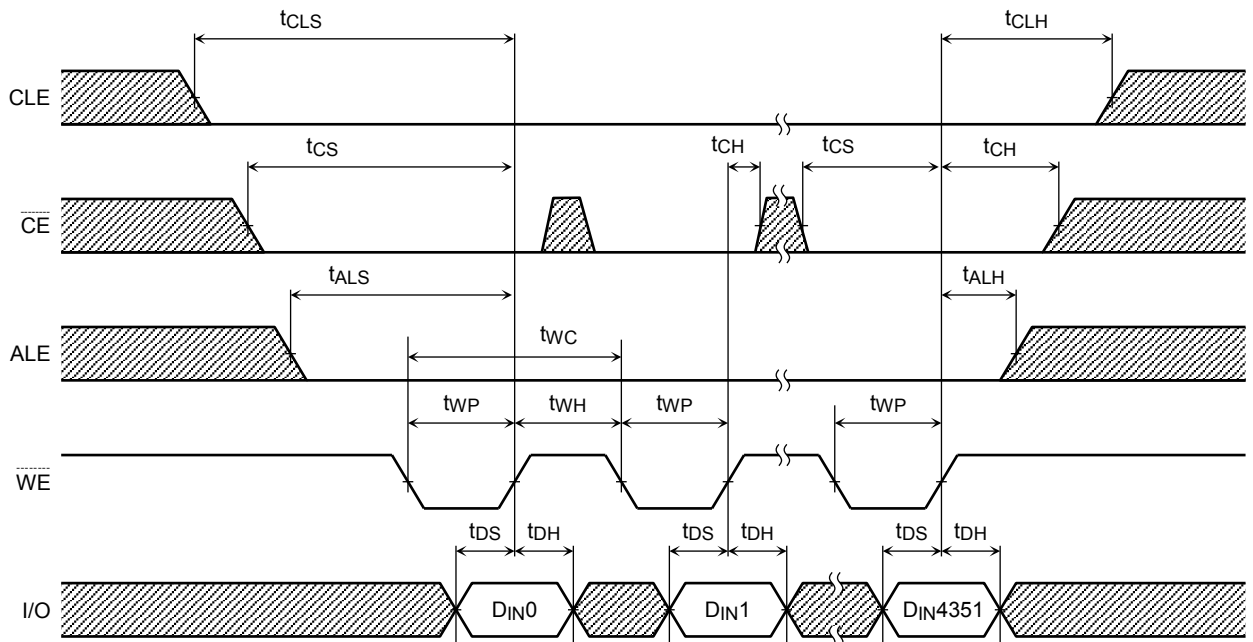 tCLS tCLH
CLE
tCS tCH tCS tCH
CE
tALS tALH
ALE
tWC
tWP tWH tWP tWP
WE
tDS tDH tDS tDH tDS tDH
I/O DIN0 DIN1 DIN4351